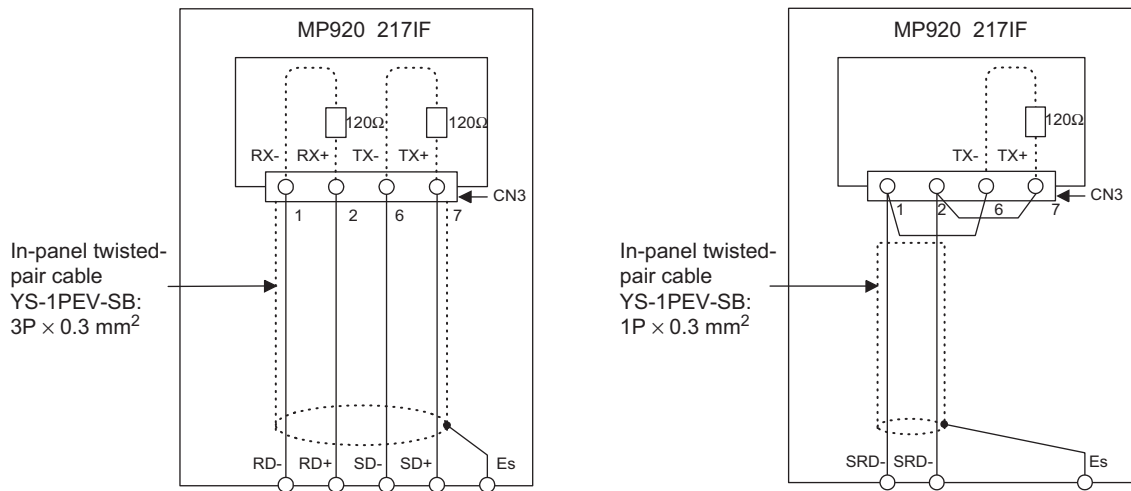 MP920 217IF
120Ω 120Ω
RX- RX+ TX- TX+
CN3
1 2 6 7
In-panel twisted-
pair cable
YS-1PEV-SB:
3P × 0.3 mm²
RD- RD+ SD- SD+ Es
MP920 217IF
120Ω
TX- TX+
CN3
1 2 6 7
In-panel twisted-
pair cable
YS-1PEV-SB:
1P × 0.3 mm²
SRD- SRD- Es